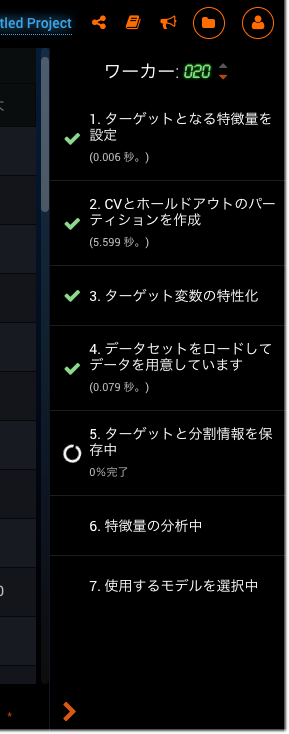 tled Project
ワーカー: 020
1. ターゲットとなる特徴量を
設定
(0.006 秒。)
2. CVとホールドアウトのパー
ティションを作成
(5.599 秒。)
3. ターゲット変数の特性化
4. データセットをロードして
データを用意しています
(0.079 秒。)
5. ターゲットと分割情報を保
存中
0%完了
6. 特徴量の分析中
7. 使用するモデルを選択中
*